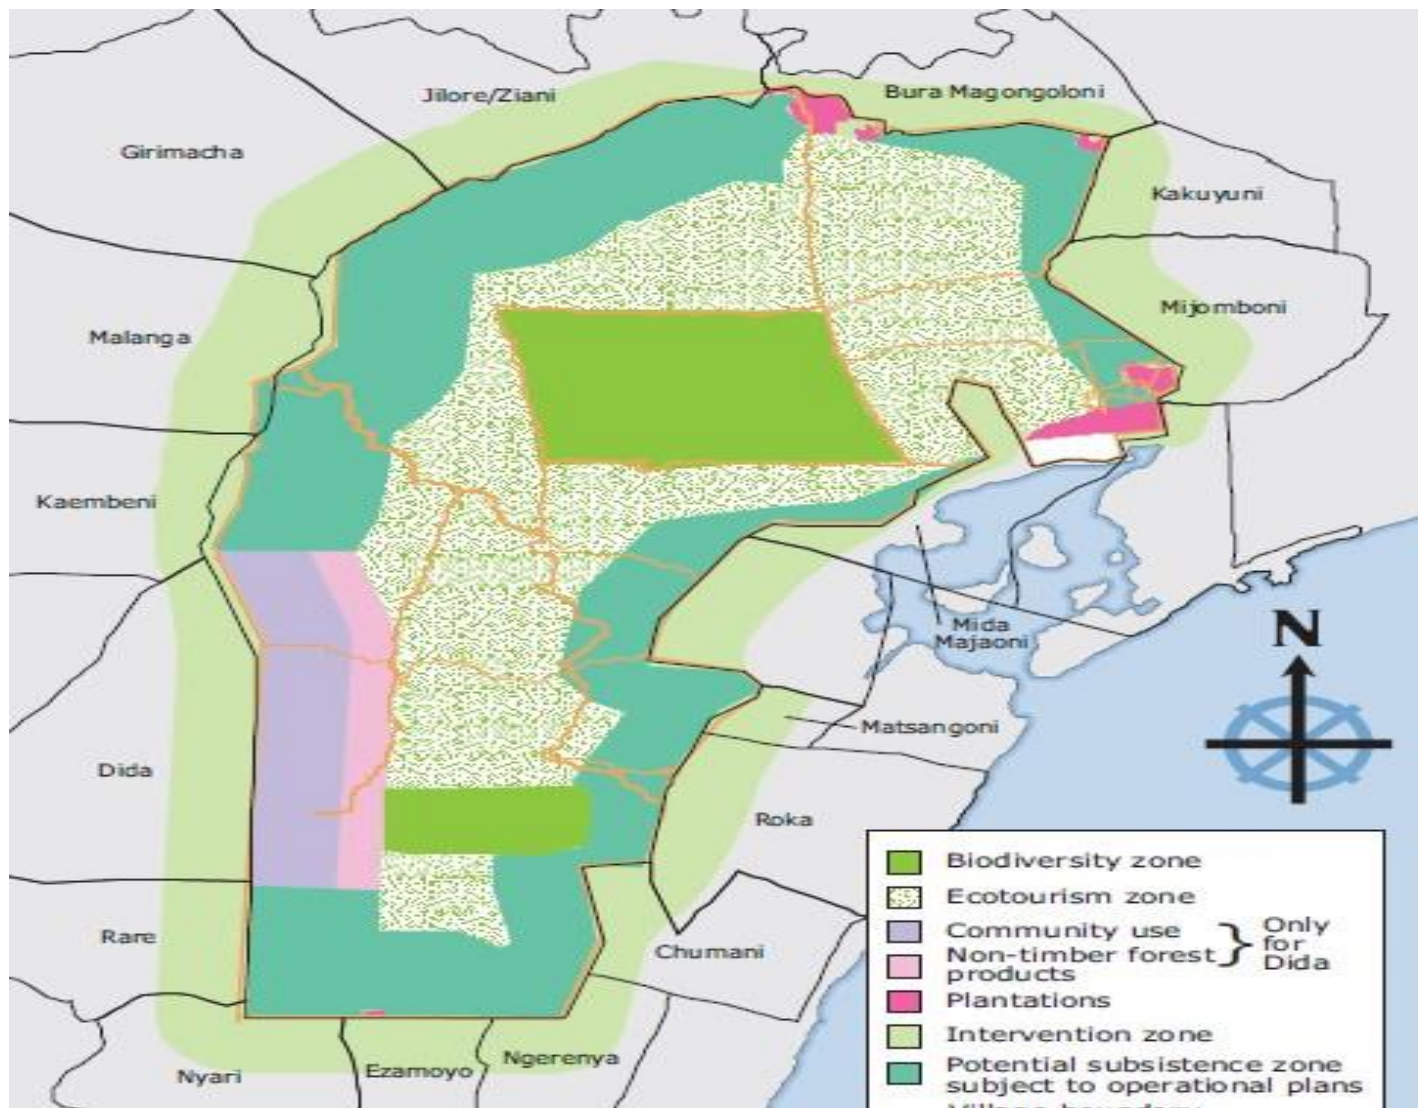 Jilore/Ziani
Bura Magongoloni
Girimacha
Kakuyuni
Mijomboni
Malanga
Kaembeni
N
Mida
Majaoni
Matsangoni
Dida
Roka
Biodiversity zone
Ecotourism zone
Community use
Non-timber forest
products
} Only
for
Dida
Rare
Chumani
Plantations
Intervention zone
Potential subsistence zone
subject to operational plans
Village boundary
Nyari
Ezamoyo
Ngerenya